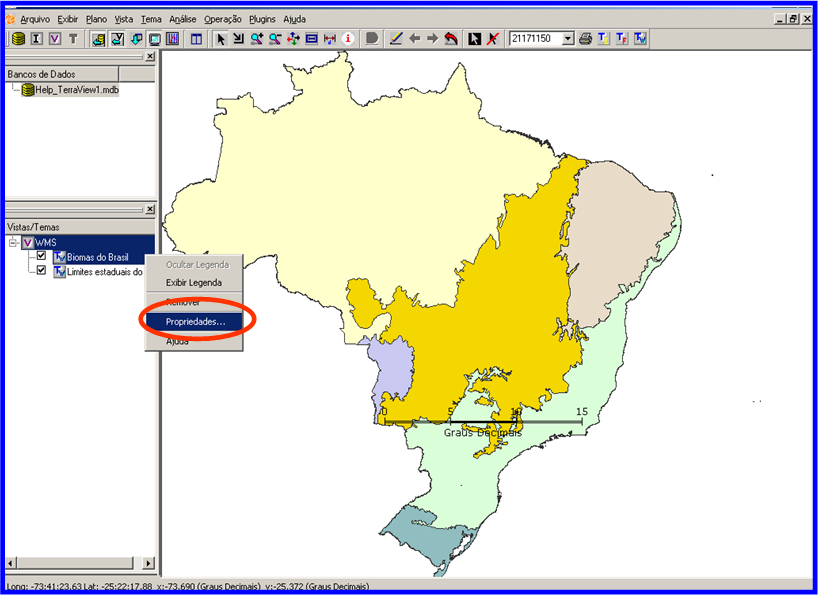 Arquivo Exibir Plano Vista Tema Análise Operação Plugins Ajuda
I V T
21171150
Bancos de Dados
Help_TerraView1.mdb
Vistas/Temas
WMS
Biomas do Brasil
Limites estaduais do
Ocultar Legenda
Exibir Legenda
Remover
Propriedades...
Ajuda
0 5 10 15
Graus Decimais
Long: -73:41:23.63 Lat: -25:22:17.88 x:-73.690 (Graus Decimais) y:-25.372 (Graus Decimais)